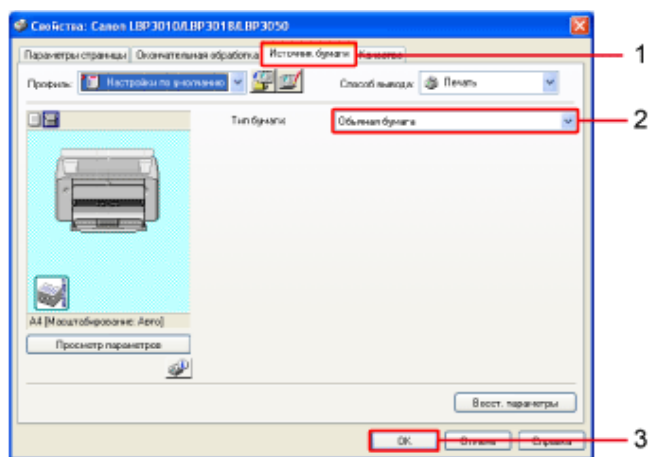 Свойства: Canon LBP3010/LBP3018/LBP3050
Параметры страницы Окончательная обработка Источник бумаги Качество 1
Профиль: Настройки по умолчанию Способ вывода: Печать
Тип бумаги: Обычная бумага 2
A4 [Масштабирование: Авто]
Просмотр параметров
Восст. параметры
OK Отмена Справка 3